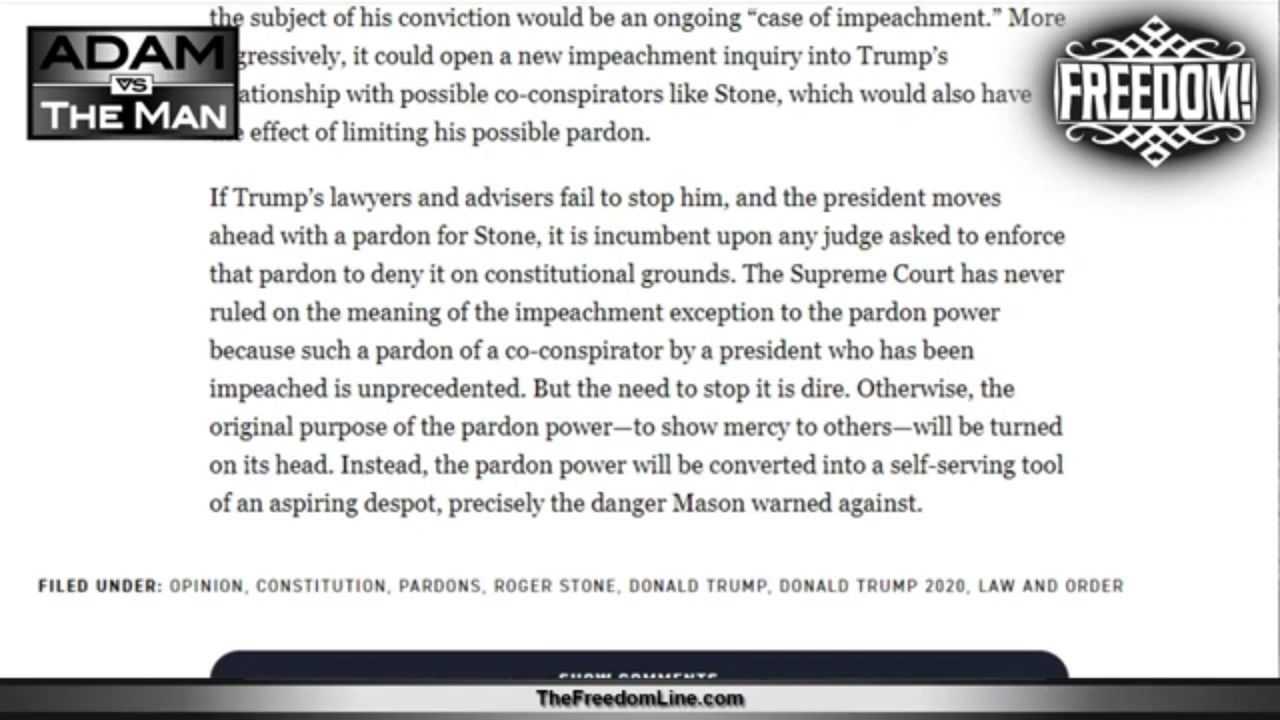 the subject of his conviction would be an ongoing “case of impeachment.” More
gressively, it could open a new impeachment inquiry into Trump’s
ationship with possible co-conspirators like Stone, which would also have
effect of limiting his possible pardon.
If Trump’s lawyers and advisers fail to stop him, and the president moves
ahead with a pardon for Stone, it is incumbent upon any judge asked to enforce
that pardon to deny it on constitutional grounds. The Supreme Court has never
ruled on the meaning of the impeachment exception to the pardon power
because such a pardon of a co-conspirator by a president who has been
impeached is unprecedented. But the need to stop it is dire. Otherwise, the
original purpose of the pardon power—to show mercy to others—will be turned
on its head. Instead, the pardon power will be converted into a self-serving tool
of an aspiring despot, precisely the danger Mason warned against.
FILED UNDER: OPINION, CONSTITUTION, PARDONS, ROGER STONE, DONALD TRUMP, DONALD TRUMP 2020, LAW AND ORDER
SHOW COMMENTS
ADAM
VS
THE MAN
FREEDOM!
TheFreedomLine.com